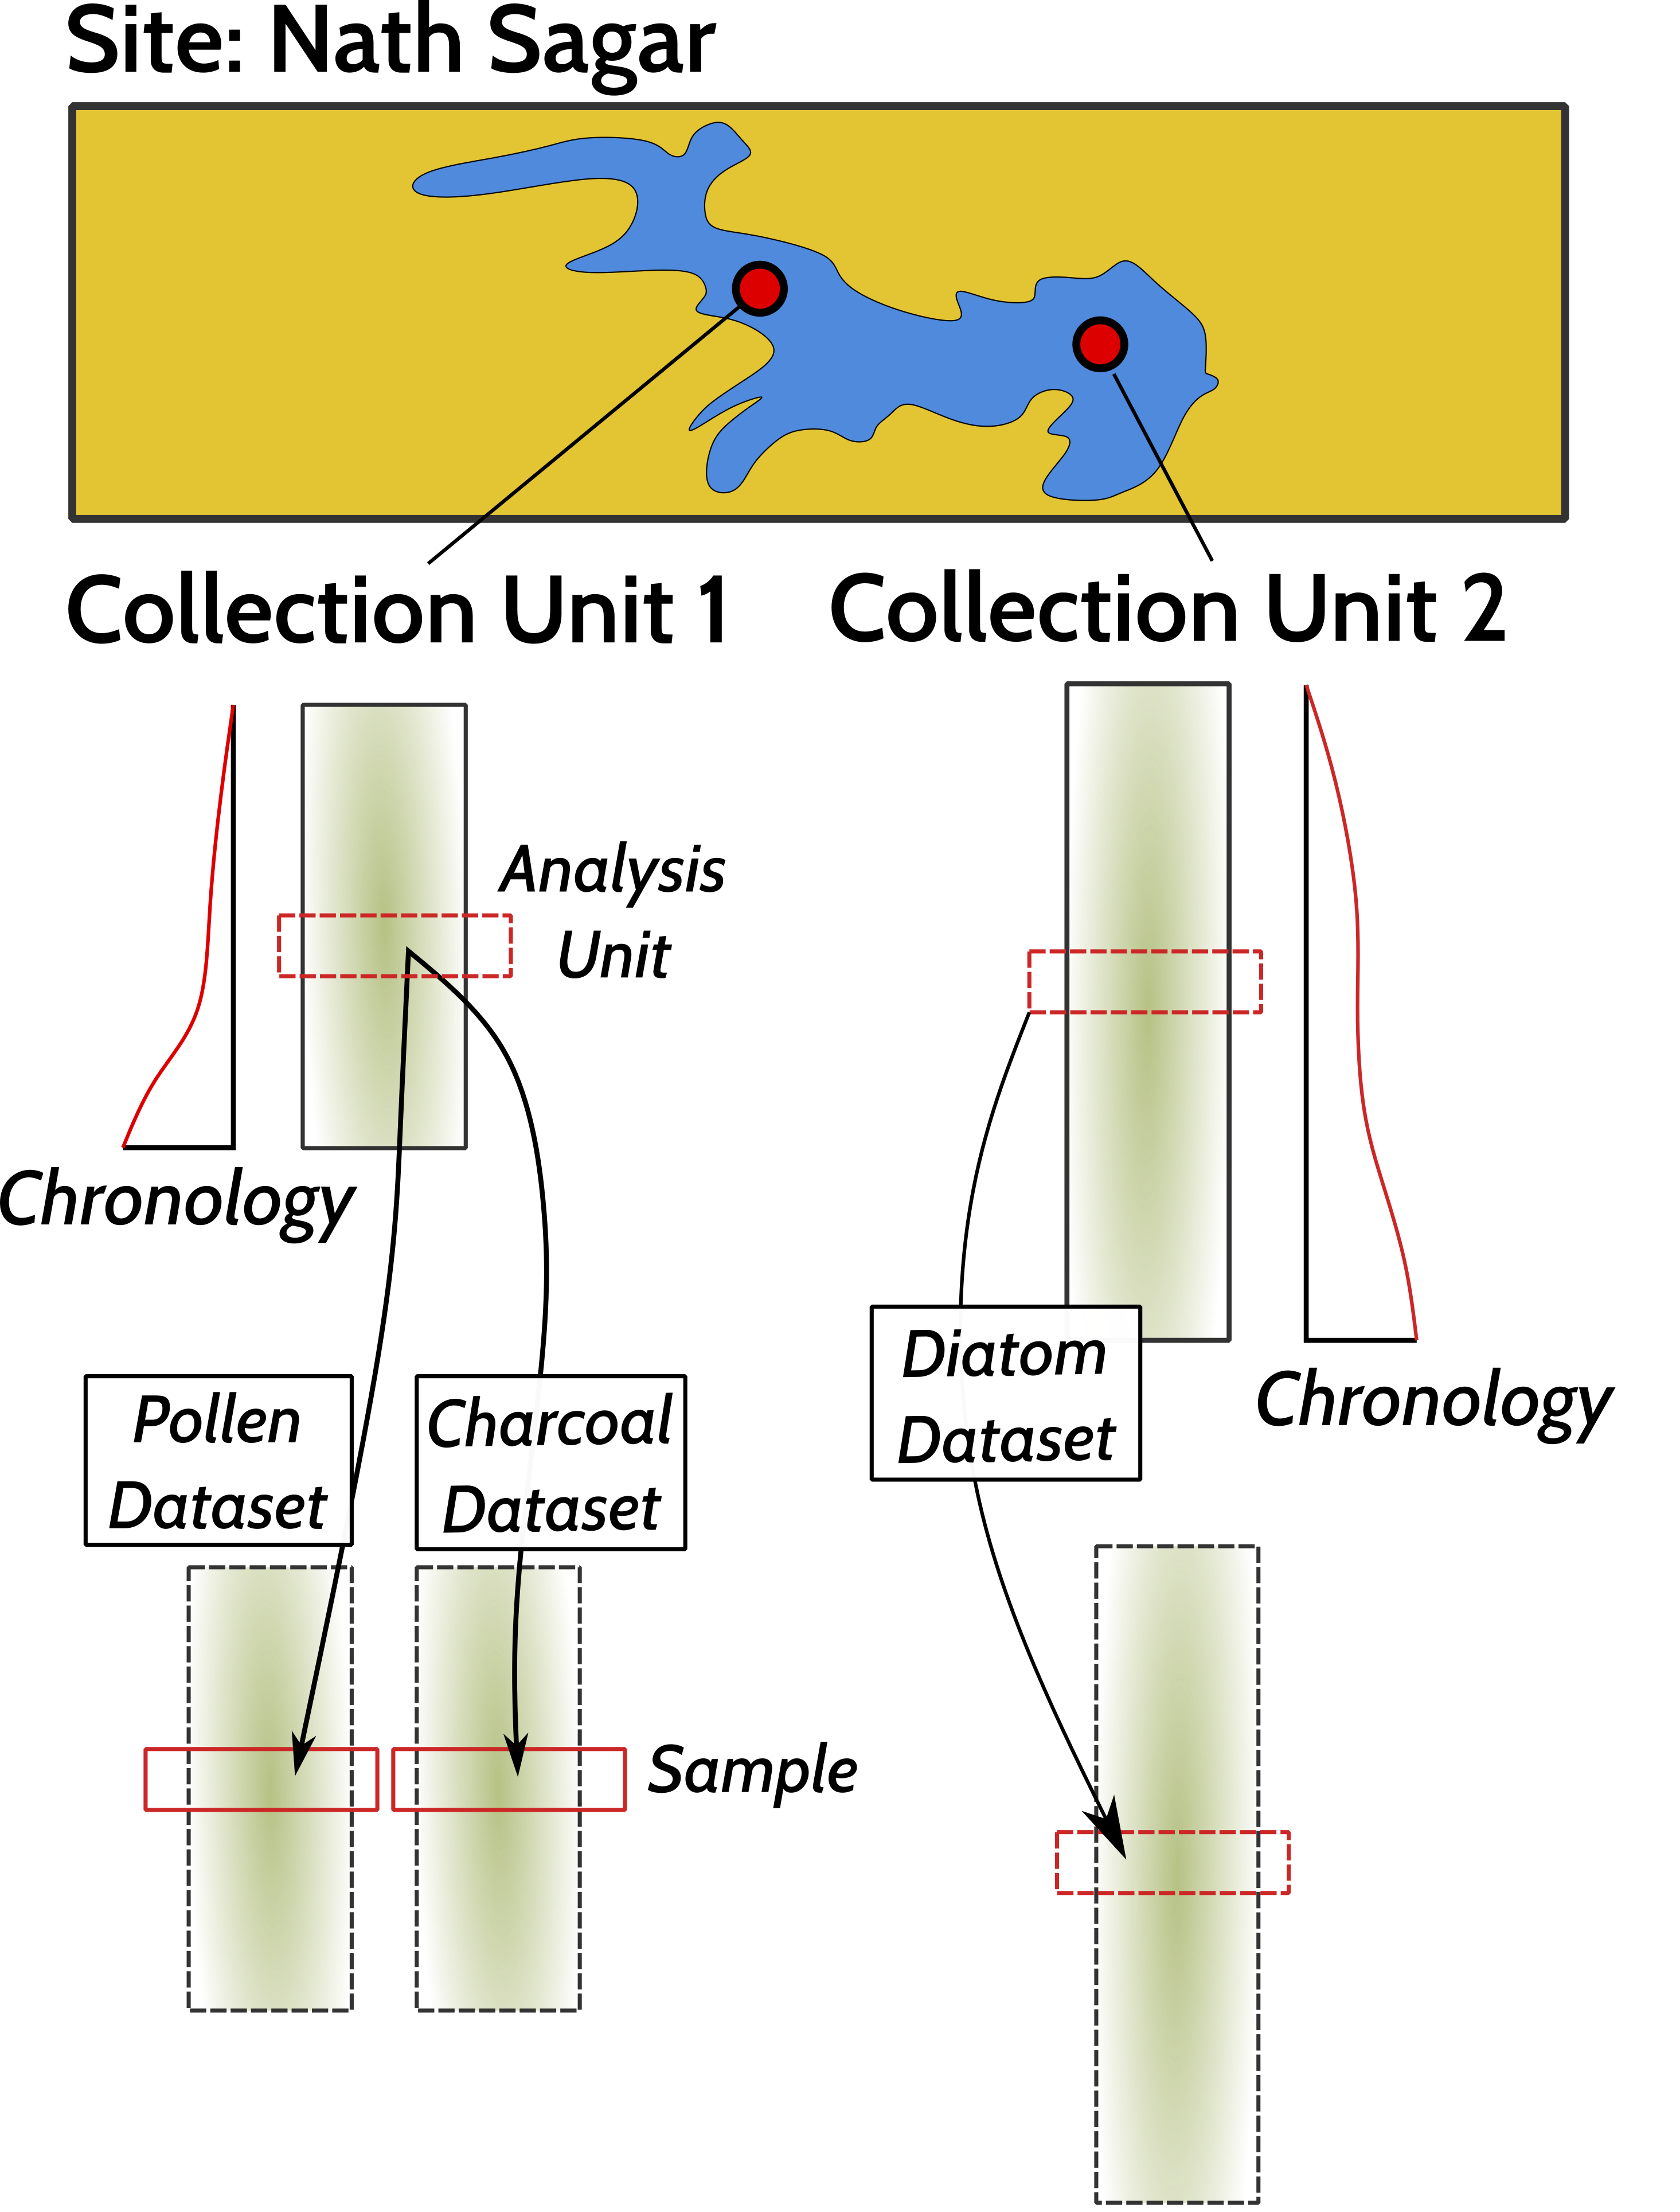 Site: Nath Sagar
Collection Unit 1
Collection Unit 2
Analysis
Unit
Chronology
Pollen
Dataset
Charcoal
Dataset
Sample
Diatom
Dataset
Chronology